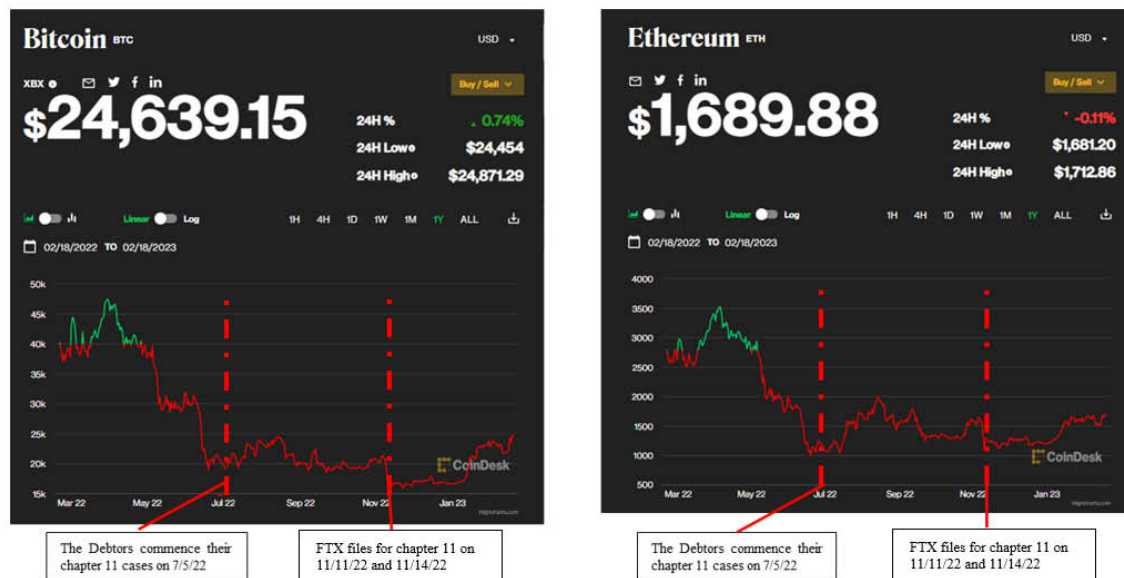 Bitcoin BTC
USD
XBX
f in
Buy / Sell
$24,639.15
24H % 0.74%
24H Low $24,454
24H High $24,871.29
Linear Log
1H 4H 1D 1W 1M 1Y ALL
02/18/2022 TO 02/18/2023
50k
45k
40k
35k
30k
25k
20k
15k
CoinDesk
Mar 22 May 22 Jul 22 Sep 22 Nov 22 Jan 23
highcharts.com
The Debtors commence their
chapter 11 cases on 7/5/22
FTX files for chapter 11 on
11/11/22 and 11/14/22
Ethereum ETH
USD
f in
Buy / Sell
$1,689.88
24H % -0.11%
24H Low $1,681.20
24H High $1,712.86
Linear Log
1H 4H 1D 1W 1M 1Y ALL
02/18/2022 TO 02/18/2023
4000
3500
3000
2500
2000
1500
1000
500
CoinDesk
Mar 22 May 22 Jul 22 Sep 22 Nov 22 Jan 23
highcharts.com
The Debtors commence their
chapter 11 cases on 7/5/22
FTX files for chapter 11 on
11/11/22 and 11/14/22